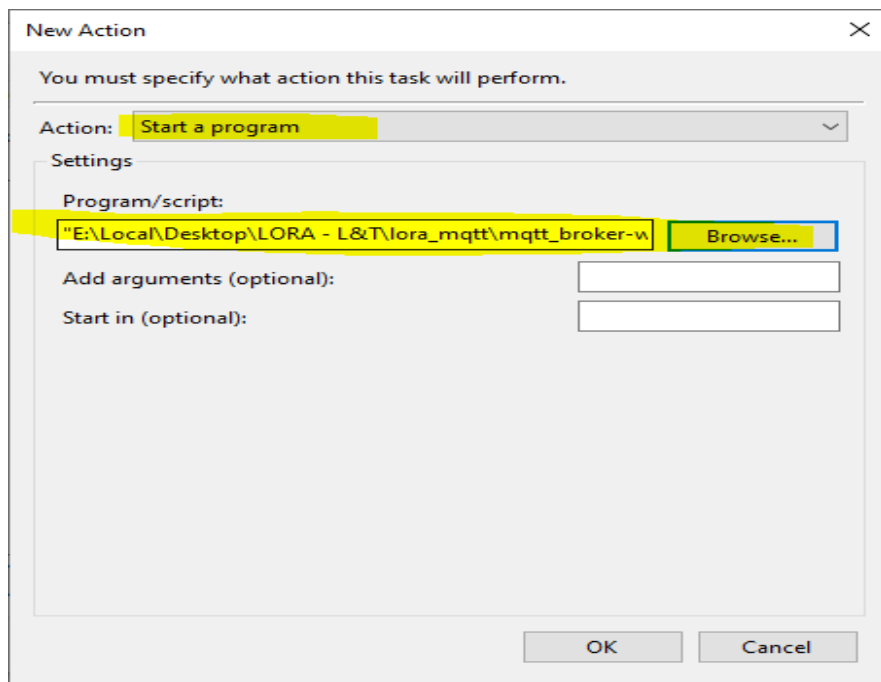 New Action
You must specify what action this task will perform.
Action: Start a program
Settings
Program/script:
"E:\Local\Desktop\LORA - L&T\lora_mqtt\mqtt_broker-w Browse...
Add arguments (optional):
Start in (optional):
OK Cancel